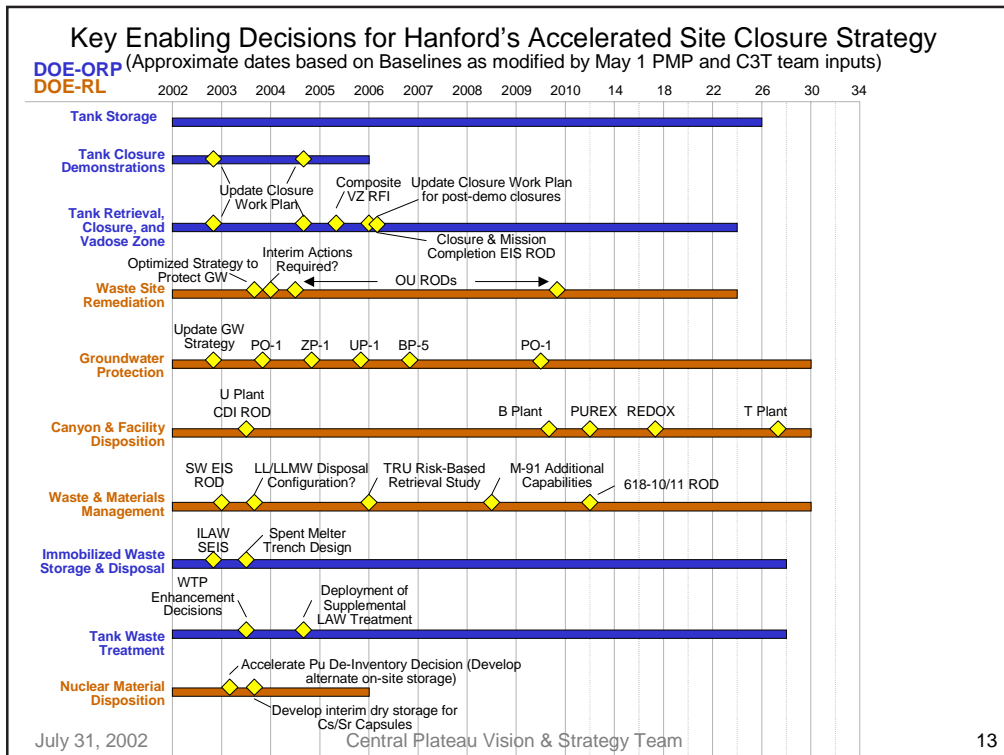 Key Enabling Decisions for Hanford's Accelerated Site Closure Strategy
(Approximate dates based on Baselines as modified by May 1 PMP and C3T team inputs)
DOE-ORP
DOE-RL
2002 2003 2004 2005 2006 2007 2008 2009 2010 14 18 22 26 30 34
Tank Storage
Tank Closure
Demonstrations
Update Closure
Work Plan
Composite
VZ RFI
Update Closure Work Plan
for post-demo closures
Tank Retrieval,
Closure, and
Vadose Zone
Closure & Mission
Completion EIS ROD
Optimized Strategy to
Protect GW
Interim Actions
Required?
OU RODs
Waste Site
Remediation
Update GW
Strategy
PO-1 ZP-1 UP-1 BP-5 PO-1
Groundwater
Protection
U Plant
CDI ROD
B Plant PUREX REDOX T Plant
Canyon & Facility
Disposition
SW EIS
ROD
LL/LLMW Disposal
Configuration?
TRU Risk-Based
Retrieval Study
M-91 Additional
Capabilities
618-10/11 ROD
Waste & Materials
Management
ILAW
SEIS
Spent Melter
Trench Design
Immobilized Waste
Storage & Disposal
WTP
Enhancement
Decisions
Deployment of
Supplemental
LAW Treatment
Tank Waste
Treatment
Accelerate Pu De-Inventory Decision (Develop
alternate on-site storage)
Nuclear Material
Disposition
Develop interim dry storage for
Cs/Sr Capsules
July 31, 2002
Central Plateau Vision & Strategy Team
13